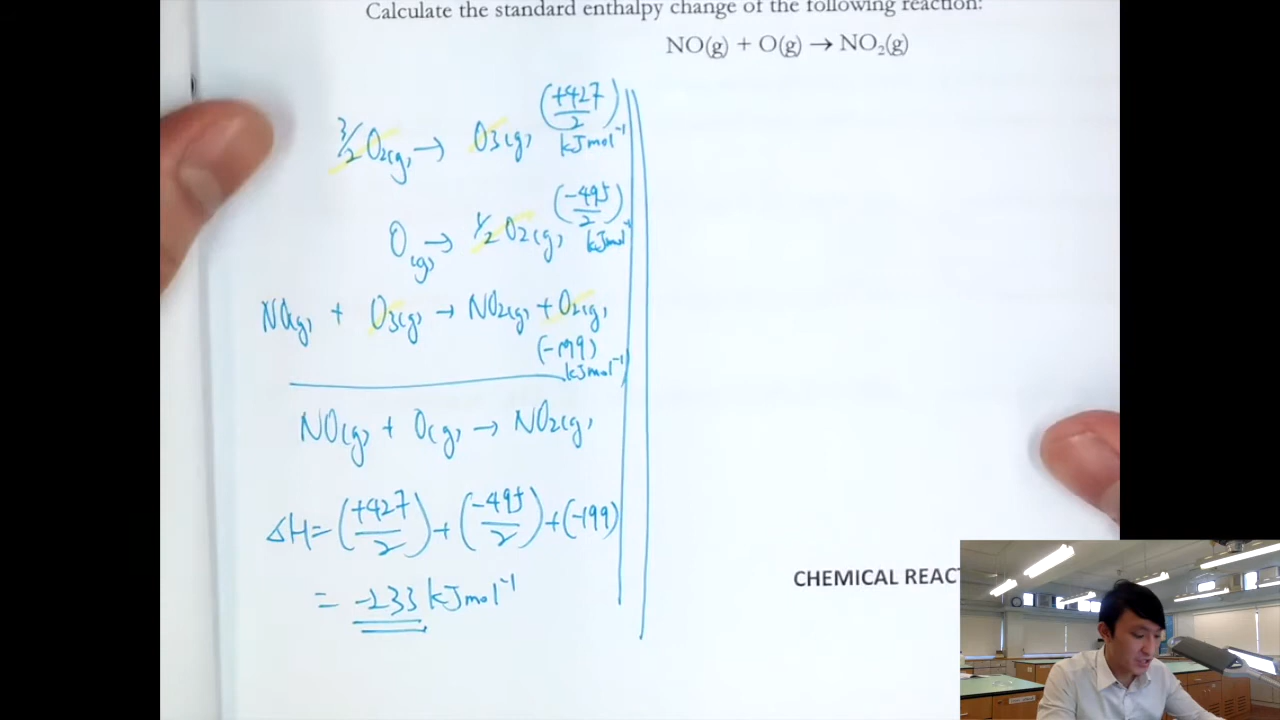 Calculate the standard enthalpy change of the following reaction:
NO(g) + O(g) → NO₂(g)
3/2 O₂(g) → O₃(g) (+427/2) kJmol⁻¹
O(g) → 1/2 O₂(g) (-495/2) kJmol⁻¹
NO(g) + O₃(g) → NO₂(g) + O₂(g)
(-199)
kJmol⁻¹
NO(g) + O(g) → NO₂(g)
ΔH = (+427/2) + (-495/2) + (-199)
= -233 kJmol⁻¹
CHEMICAL REAC